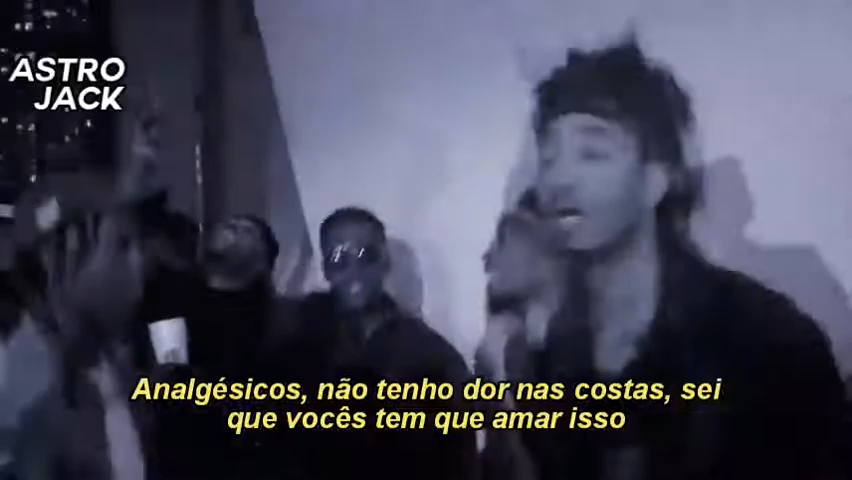 ASTRO
JACK
Analgésicos, não tenho dor nas costas, sei
que vocês tem que amar isso